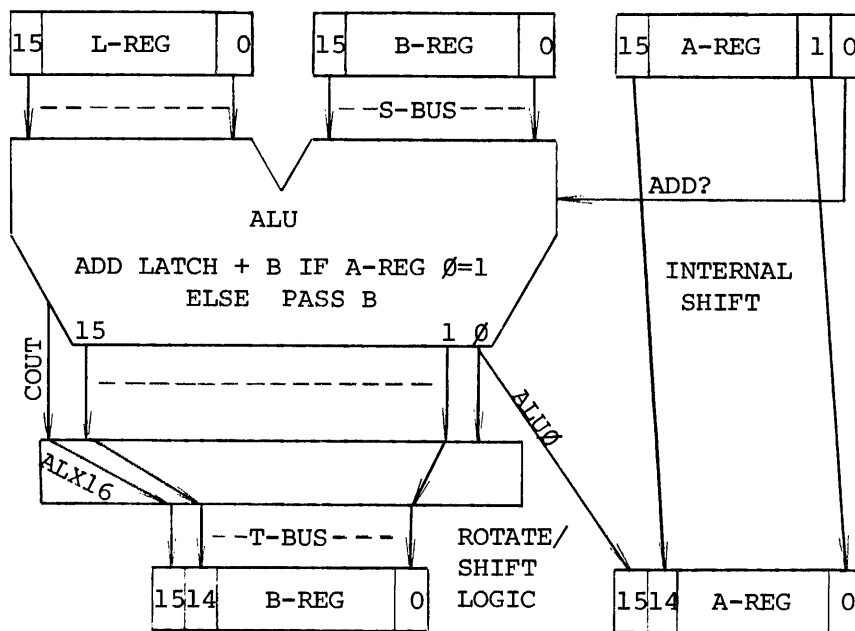 15 L-REG 0 15 B-REG 0 15 A-REG 1 0
S-BUS
ADD?
ALU
ADD LATCH + B IF A-REG Ø=1
ELSE PASS B
INTERNAL
SHIFT
15 1 Ø
COUT
ALUØ
ALX16
T-BUS
ROTATE/
SHIFT
LOGIC
15 14 B-REG 0 15 14 A-REG 0